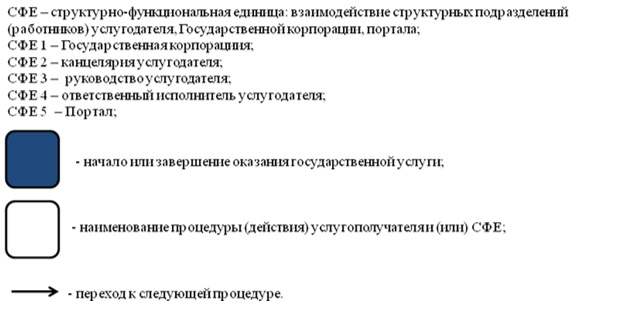 СФЕ – структурно-функциональная единица: взаимодействие структурных подразделений
(работников) услугодателя, Государственной корпорации, портала;
СФЕ 1 – Государственная корпорациия;
СФЕ 2 – канцелярия услугодателя;
СФЕ 3 – руководство услугодателя;
СФЕ 4 – ответственный исполнитель услугодателя;
СФЕ 5 – Портал;
- начало или завершение оказания государственной услуги;
- наименование процедуры (действия) услугополучателя и (или) СФЕ;
- переход к следующей процедуре.